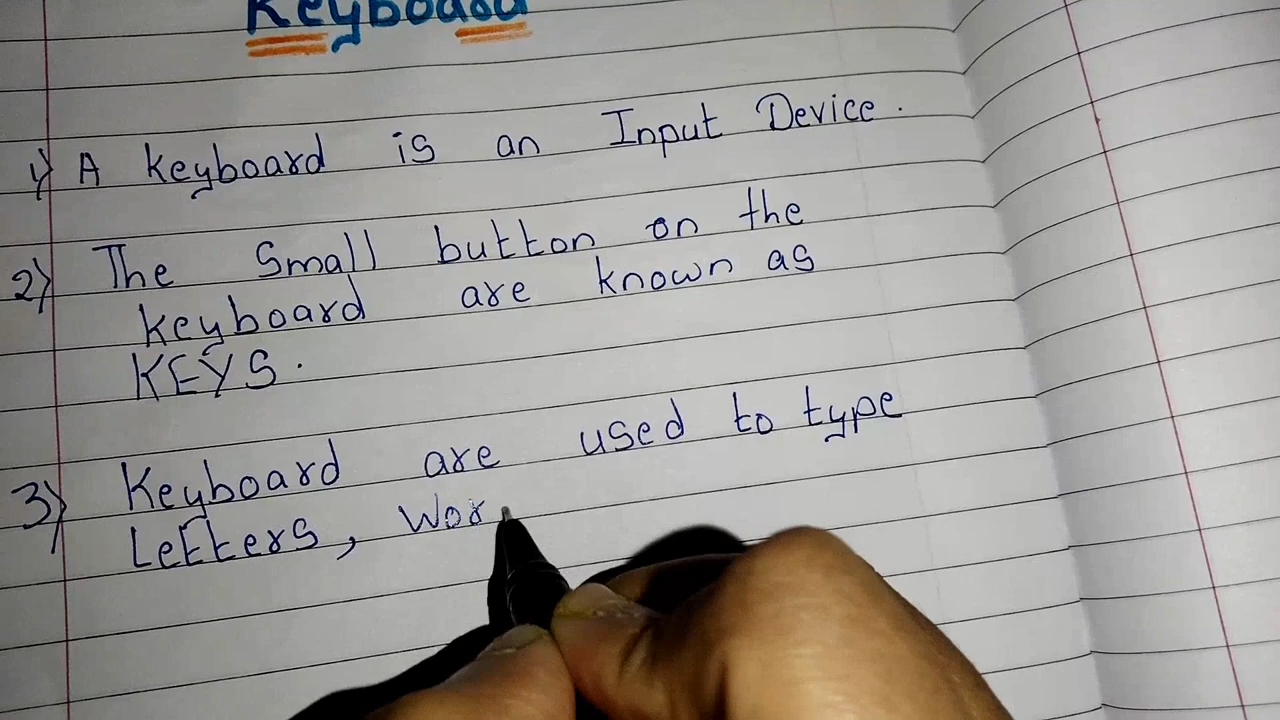 Keyboard
1) A keyboard is an Input Device.
2) The Small button on the
keyboard are known as
KEYS.
3) Keyboard are used to type
Letters, Wor